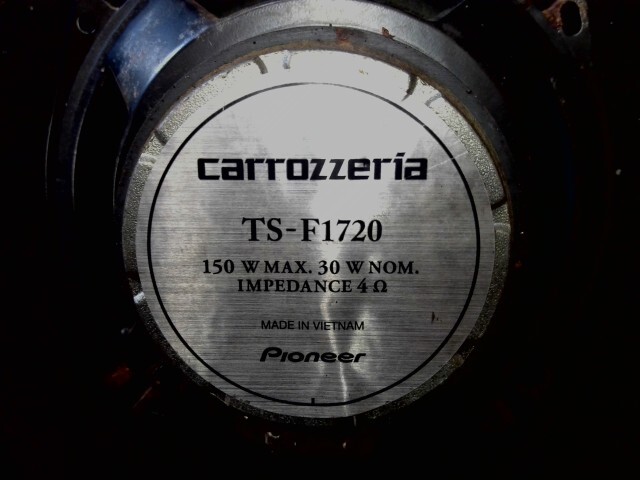 carrozzeria
TS-F1720
150 W MAX. 30 W NOM.
IMPEDANCE 4 Ω
MADE IN VIETNAM
Pioneer